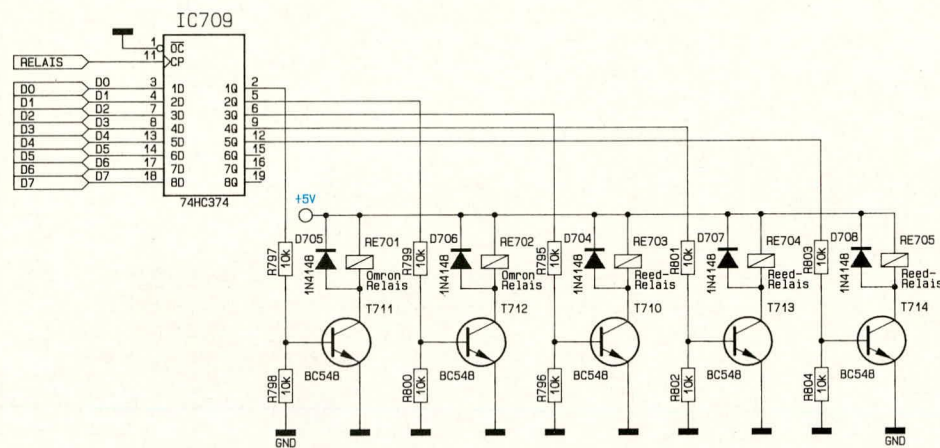 IC709
1 OC
RELAIS 11 CP
D0 D0 3 1D 1Q 2
D1 D1 4 2D 2Q 5
D2 D2 7 3D 3Q 6
D3 D3 8 4D 4Q 9
D4 D4 13 5D 5Q 12
D5 D5 14 6D 6Q 15
D6 D6 17 7D 7Q 16
D7 D7 18 8D 8Q 19
74HC374
+5V
R797 10k D705 1N4148 RE701 Omron Relais
R799 10k D706 1N4148 RE702 Omron Relais
R795 10k D704 1N4148 RE703 Reed-Relais
R801 10k D707 1N4148 RE704 Reed-Relais
R803 10k D708 1N4148 RE705 Reed-Relais
T711 T712 T710 T713 T714
R798 10k BC548
R800 10k BC548
R796 10k BC548
R802 10k BC548
R804 10k BC548
GND GND